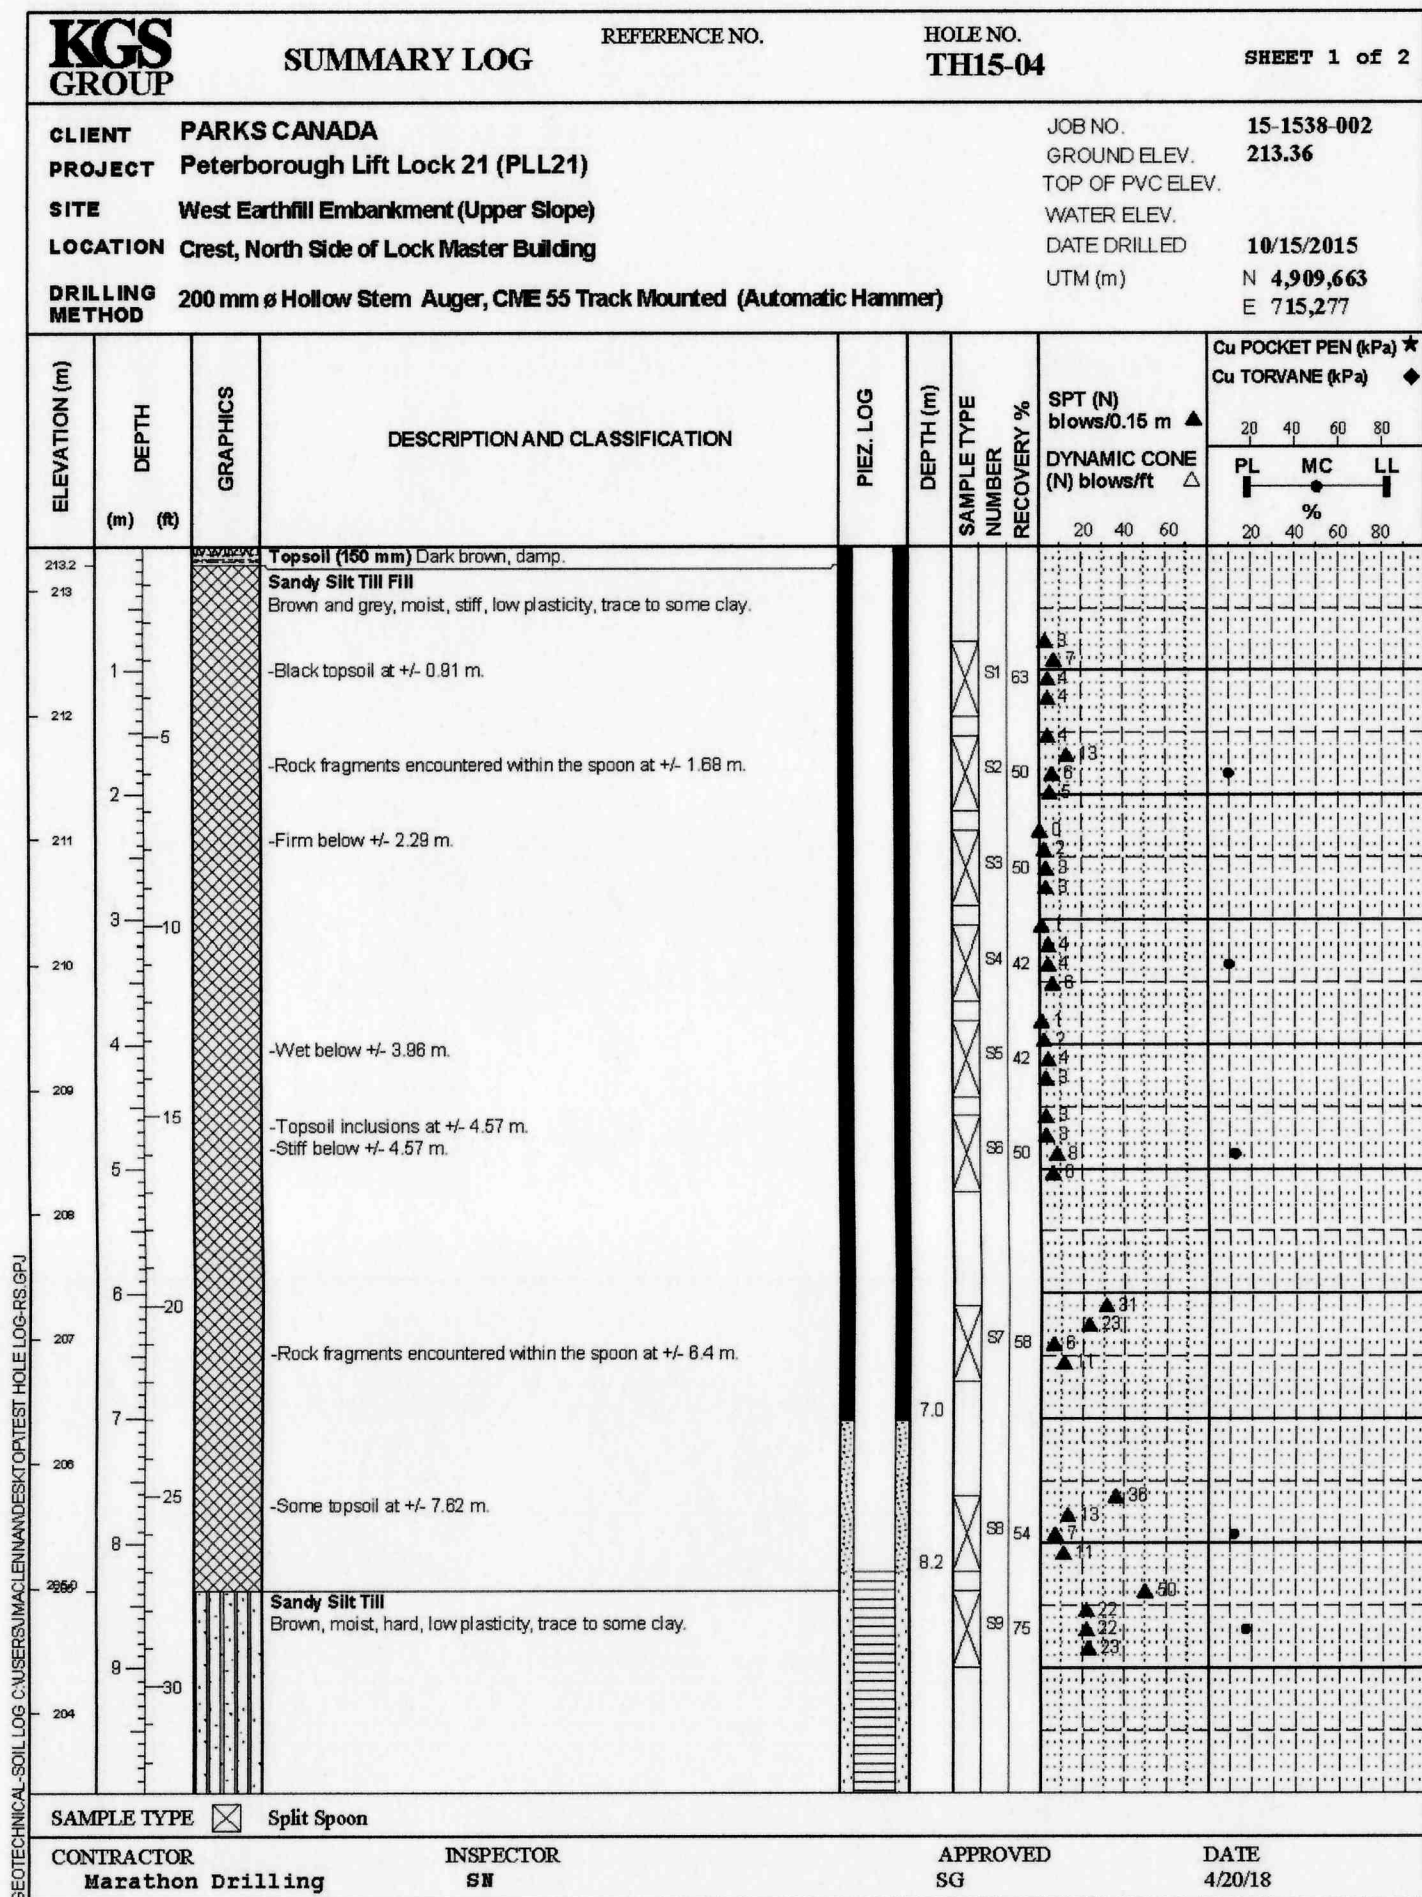 KGS
GROUP
SUMMARY LOG
REFERENCE NO.
HOLE NO.
TH15-04
SHEET 1 of 2
CLIENT PARKS CANADA
PROJECT Peterborough Lift Lock 21 (PLL21)
SITE West Earthfill Embankment (Upper Slope)
LOCATION Crest, North Side of Lock Master Building
DRILLING METHOD 200 mm ø Hollow Stem Auger, CME 55 Track Mounted (Automatic Hammer)
JOB NO. 15-1538-002
GROUND ELEV. 213.36
TOP OF PVC ELEV.
WATER ELEV.
DATE DRILLED 10/15/2015
UTM (m) N 4,909,663
E 715,277
ELEVATION (m)
DEPTH
(m) (ft)
GRAPHICS
DESCRIPTION AND CLASSIFICATION
PIEZ. LOG
DEPTH (m)
SAMPLE TYPE
NUMBER
RECOVERY %
SPT (N)
blows/0.15 m ▲
DYNAMIC CONE
(N) blows/ft △
20 40 60
Cu POCKET PEN (kPa) ★
Cu TORVANE (kPa) ◆
20 40 60 80
PL MC LL
%
20 40 60 80
213.2
Topsoil (150 mm) Dark brown, damp.
213
Sandy Silt Till Fill
Brown and grey, moist, stiff, low plasticity, trace to some clay.
3
7
1
-Black topsoil at +/- 0.91 m.
S1 63
4
4
212
5
4
13
-Rock fragments encountered within the spoon at +/- 1.68 m.
S2 50
6
5
2
211
-Firm below +/- 2.29 m.
0
2
S3 50
3
3
3
10
1
4
210
S4 42
4
6
1
2
4
-Wet below +/- 3.96 m.
S5 42
4
3
209
15
3
-Topsoil inclusions at +/- 4.57 m.
-Stiff below +/- 4.57 m.
S6 50
3
8
6
5
208
6
20
31
23
207
S7 58
6
11
-Rock fragments encountered within the spoon at +/- 6.4 m.
7
7.0
206
25
-Some topsoil at +/- 7.62 m.
36
13
S8 54
7
11
8
8.2
50
Sandy Silt Till
Brown, moist, hard, low plasticity, trace to some clay.
S9 75
22
22
23
9
30
204
SAMPLE TYPE Split Spoon
CONTRACTOR
Marathon Drilling
INSPECTOR
SN
APPROVED
SG
DATE
4/20/18
GEOTECHNICAL-SOIL LOG C:\USERS\JMACLENNAN\DESKTOP\TEST HOLE LOG-RS.GPJ